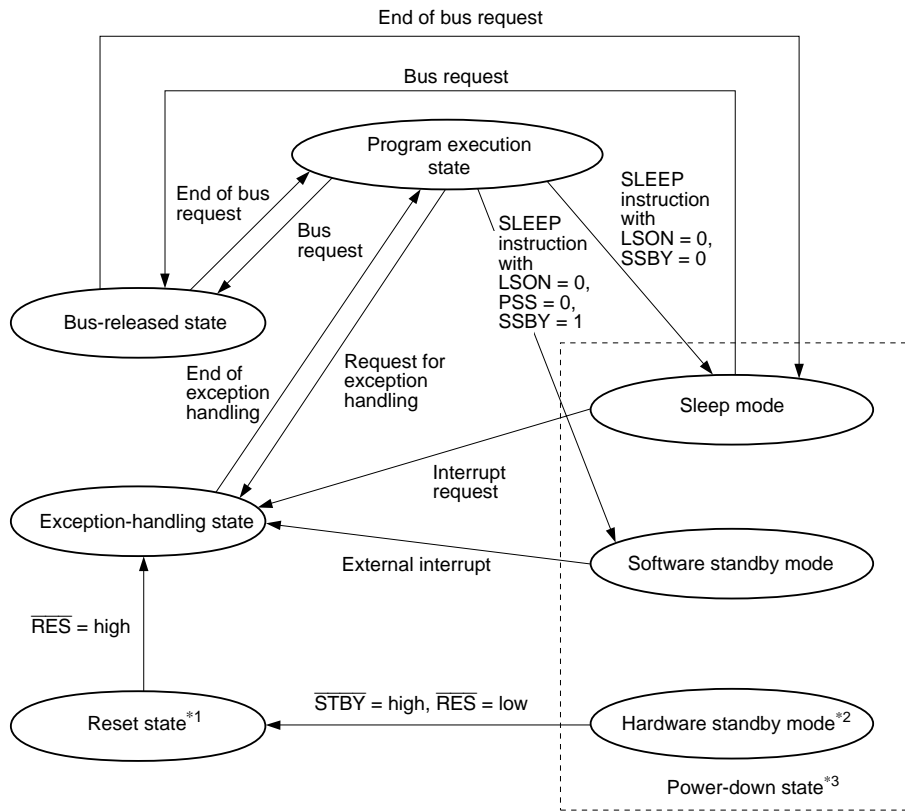 End of bus request
Bus request
Program execution
state
SLEEP
instruction
with
LSON = 0,
SSBY = 0
End of bus
request
Bus
request
SLEEP
instruction
with
LSON = 0,
PSS = 0,
SSBY = 1
Bus-released state
End of
exception
handling
Request for
exception
handling
Sleep mode
Interrupt
request
Exception-handling state
External interrupt
Software standby mode
RES = high
STBY = high, RES = low
Reset state*1
Hardware standby mode*2
Power-down state*3